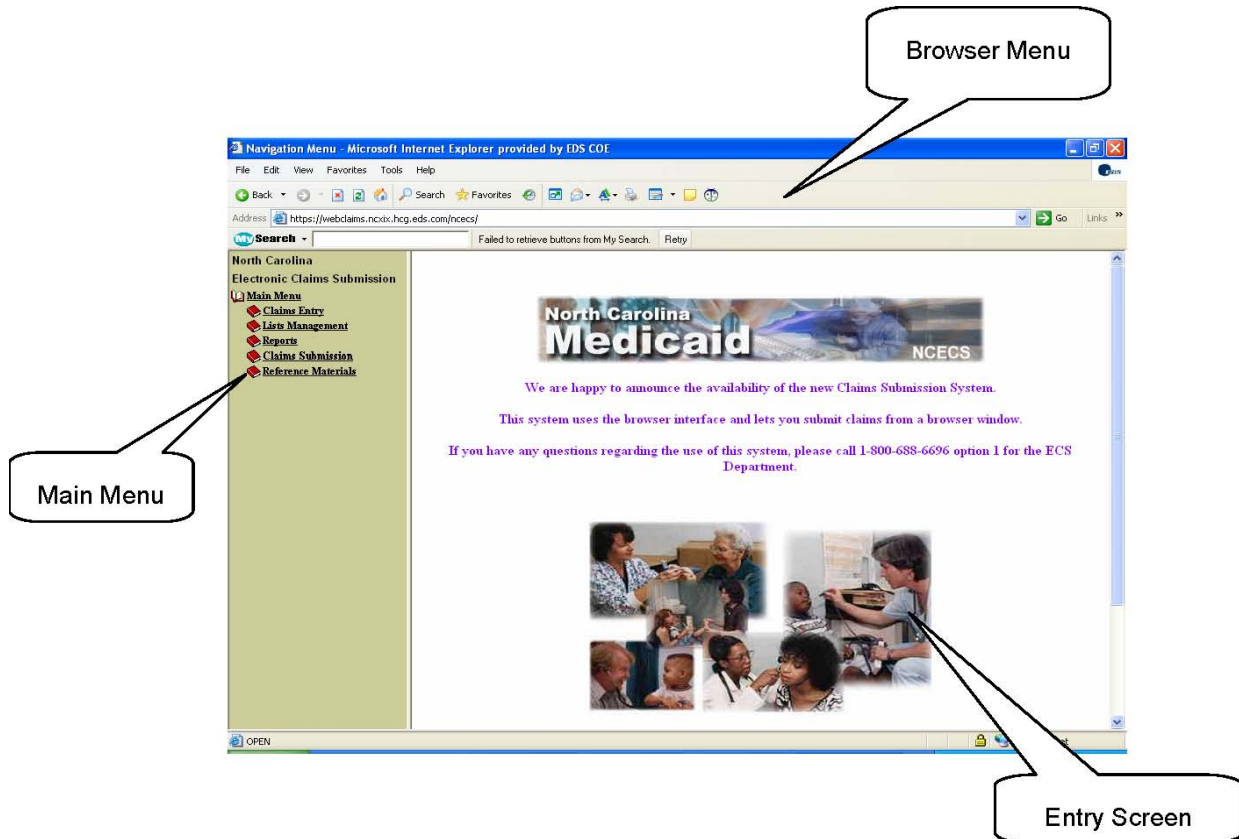 Browser Menu
Navigation Menu - Microsoft Internet Explorer provided by EDS COE
File Edit View Favorites Tools Help
Back Search Favorites
Address https://webclaims.ncxix.hcg.eds.com/ncecs/ Go Links »
My Search Failed to retrieve buttons from My Search. Retry
North Carolina
Electronic Claims Submission
Main Menu
Claims Entry
Lists Management
Reports
Claims Submission
Reference Materials
North Carolina
Medicaid
NCECS
We are happy to announce the availability of the new Claims Submission System.
This system uses the browser interface and lets you submit claims from a browser window.
If you have any questions regarding the use of this system, please call 1-800-688-6696 option 1 for the ECS
Department.
Main Menu
OPEN
Entry Screen